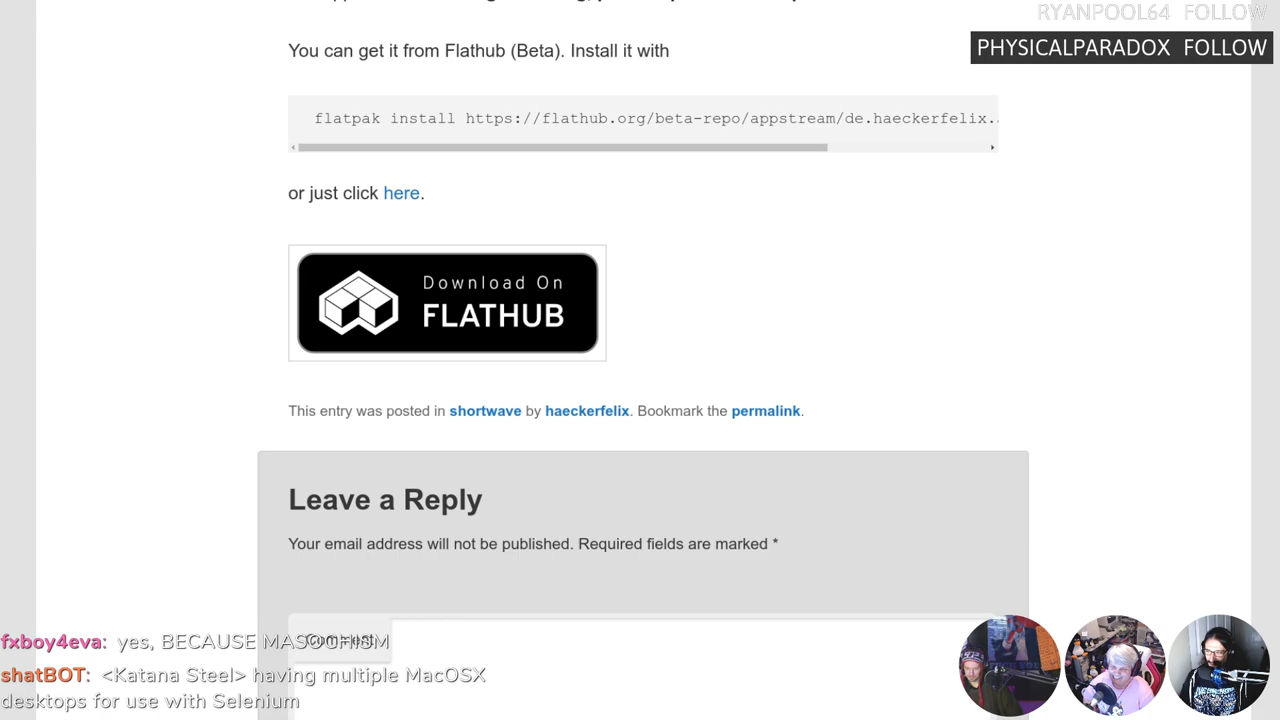 RYANPOOL64 FOLLOW
PHYSICALPARADOX FOLLOW
You can get it from Flathub (Beta). Install it with
flatpak install https://flathub.org/beta-repo/appstream/de.haeckerfelix.
or just click here.
Download On
FLATHUB
This entry was posted in shortwave by haeckerfelix. Bookmark the permalink.
Leave a Reply
Your email address will not be published. Required fields are marked *
Comment
fxboy4eva: yes, BECAUSE MASOCHISM
shatBOT: <Katana Steel> having multiple MacOSX
desktops for use with Selenium